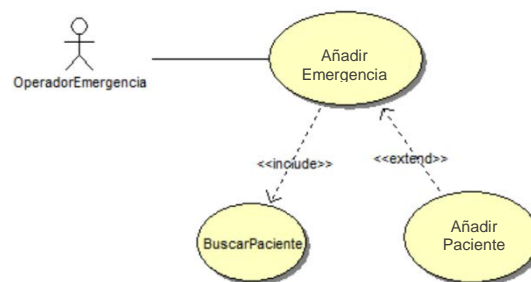 Añadir
Emergencia
OperadorEmergencia
<<include>>
<<extend>>
BuscarPaciente
Añadir
Paciente